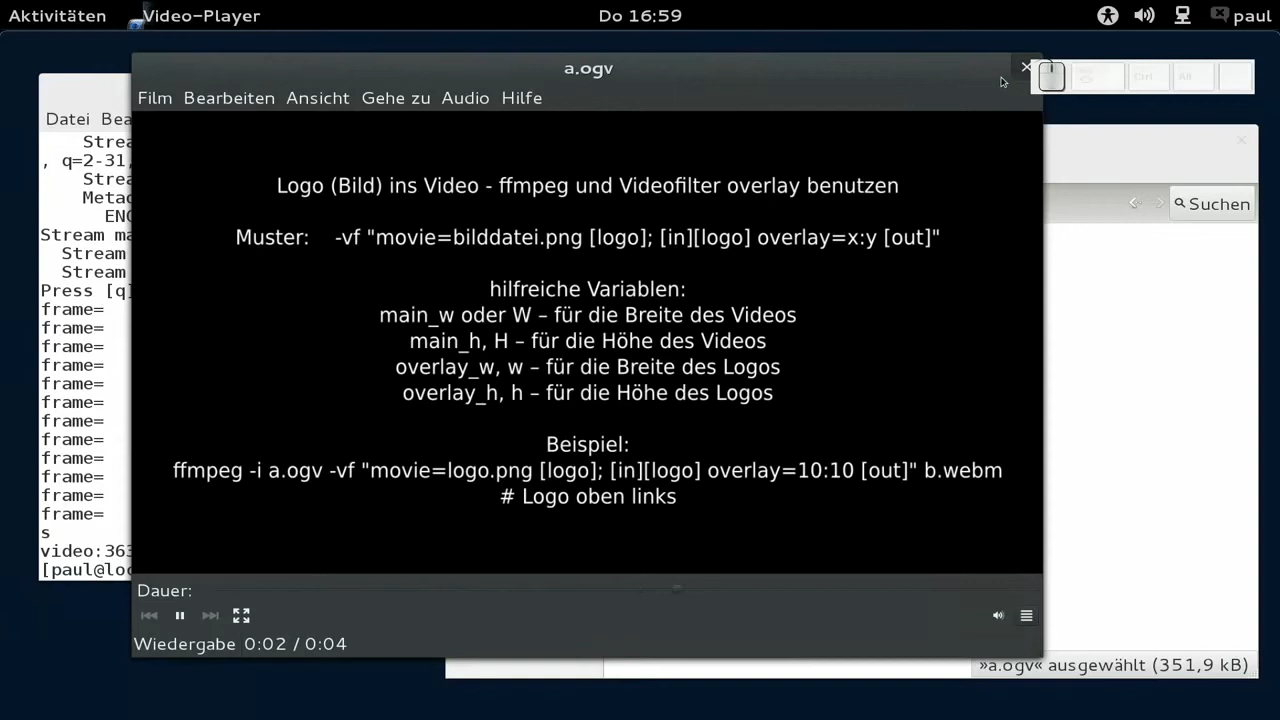 Aktivitäten
Video-Player
Do 16:59
paul
a.ogv
Film Bearbeiten Ansicht Gehe zu Audio Hilfe
Datei
, q=2-31,
Stream
Press [q]
frame=
frame=
frame=
frame=
frame=
frame=
frame=
frame=
frame=
frame=
frame=
frame=
s
video:363
Logo (Bild) ins Video - ffmpeg und Videofilter overlay benutzen
Muster: -vf "movie=bilddatei.png [logo]; [in][logo] overlay=x:y [out]"
hilfreiche Variablen:
main_w oder W – für die Breite des Videos
main_h, H – für die Höhe des Videos
overlay_w, w – für die Breite des Logos
overlay_h, h – für die Höhe des Logos
Beispiel:
ffmpeg -i a.ogv -vf "movie=logo.png [logo]; [in][logo] overlay=10:10 [out]" b.webm
# Logo oben links
Dauer:
Wiedergabe 0:02 / 0:04
Suchen
»a.ogv« ausgewählt (351,9 kB)